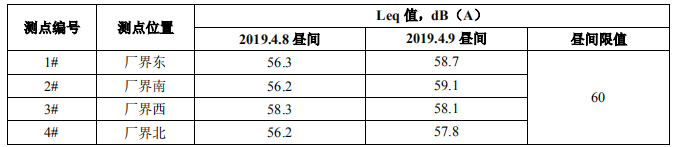 测点编号 测点位置 Leq 值，dB（A）
2019.4.8 昼间 2019.4.9 昼间 昼间限值
1# 厂界东 56.3 58.7 60
2# 厂界南 56.2 59.1
3# 厂界西 58.3 58.1
4# 厂界北 56.2 57.8